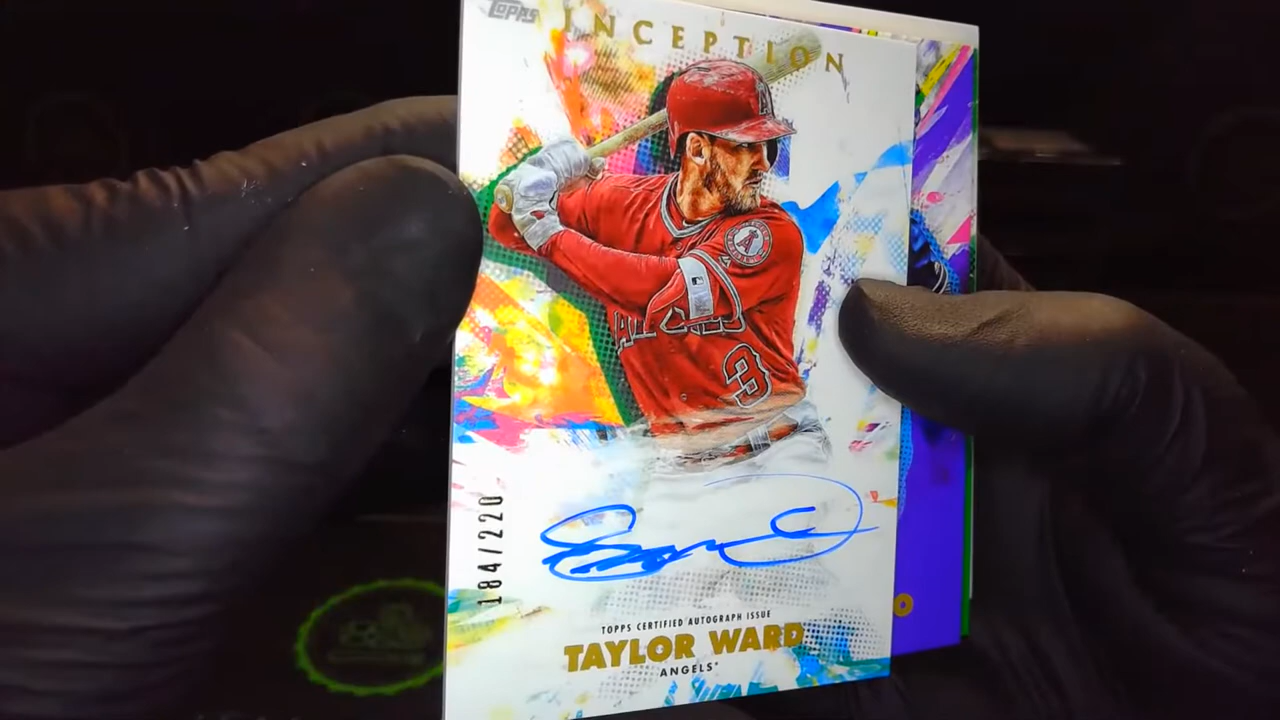 TOPPS
INCEPTION
A
ANGELS
3
184/220
TOPPS CERTIFIED AUTOGRAPH ISSUE
TAYLOR WARD
ANGELS